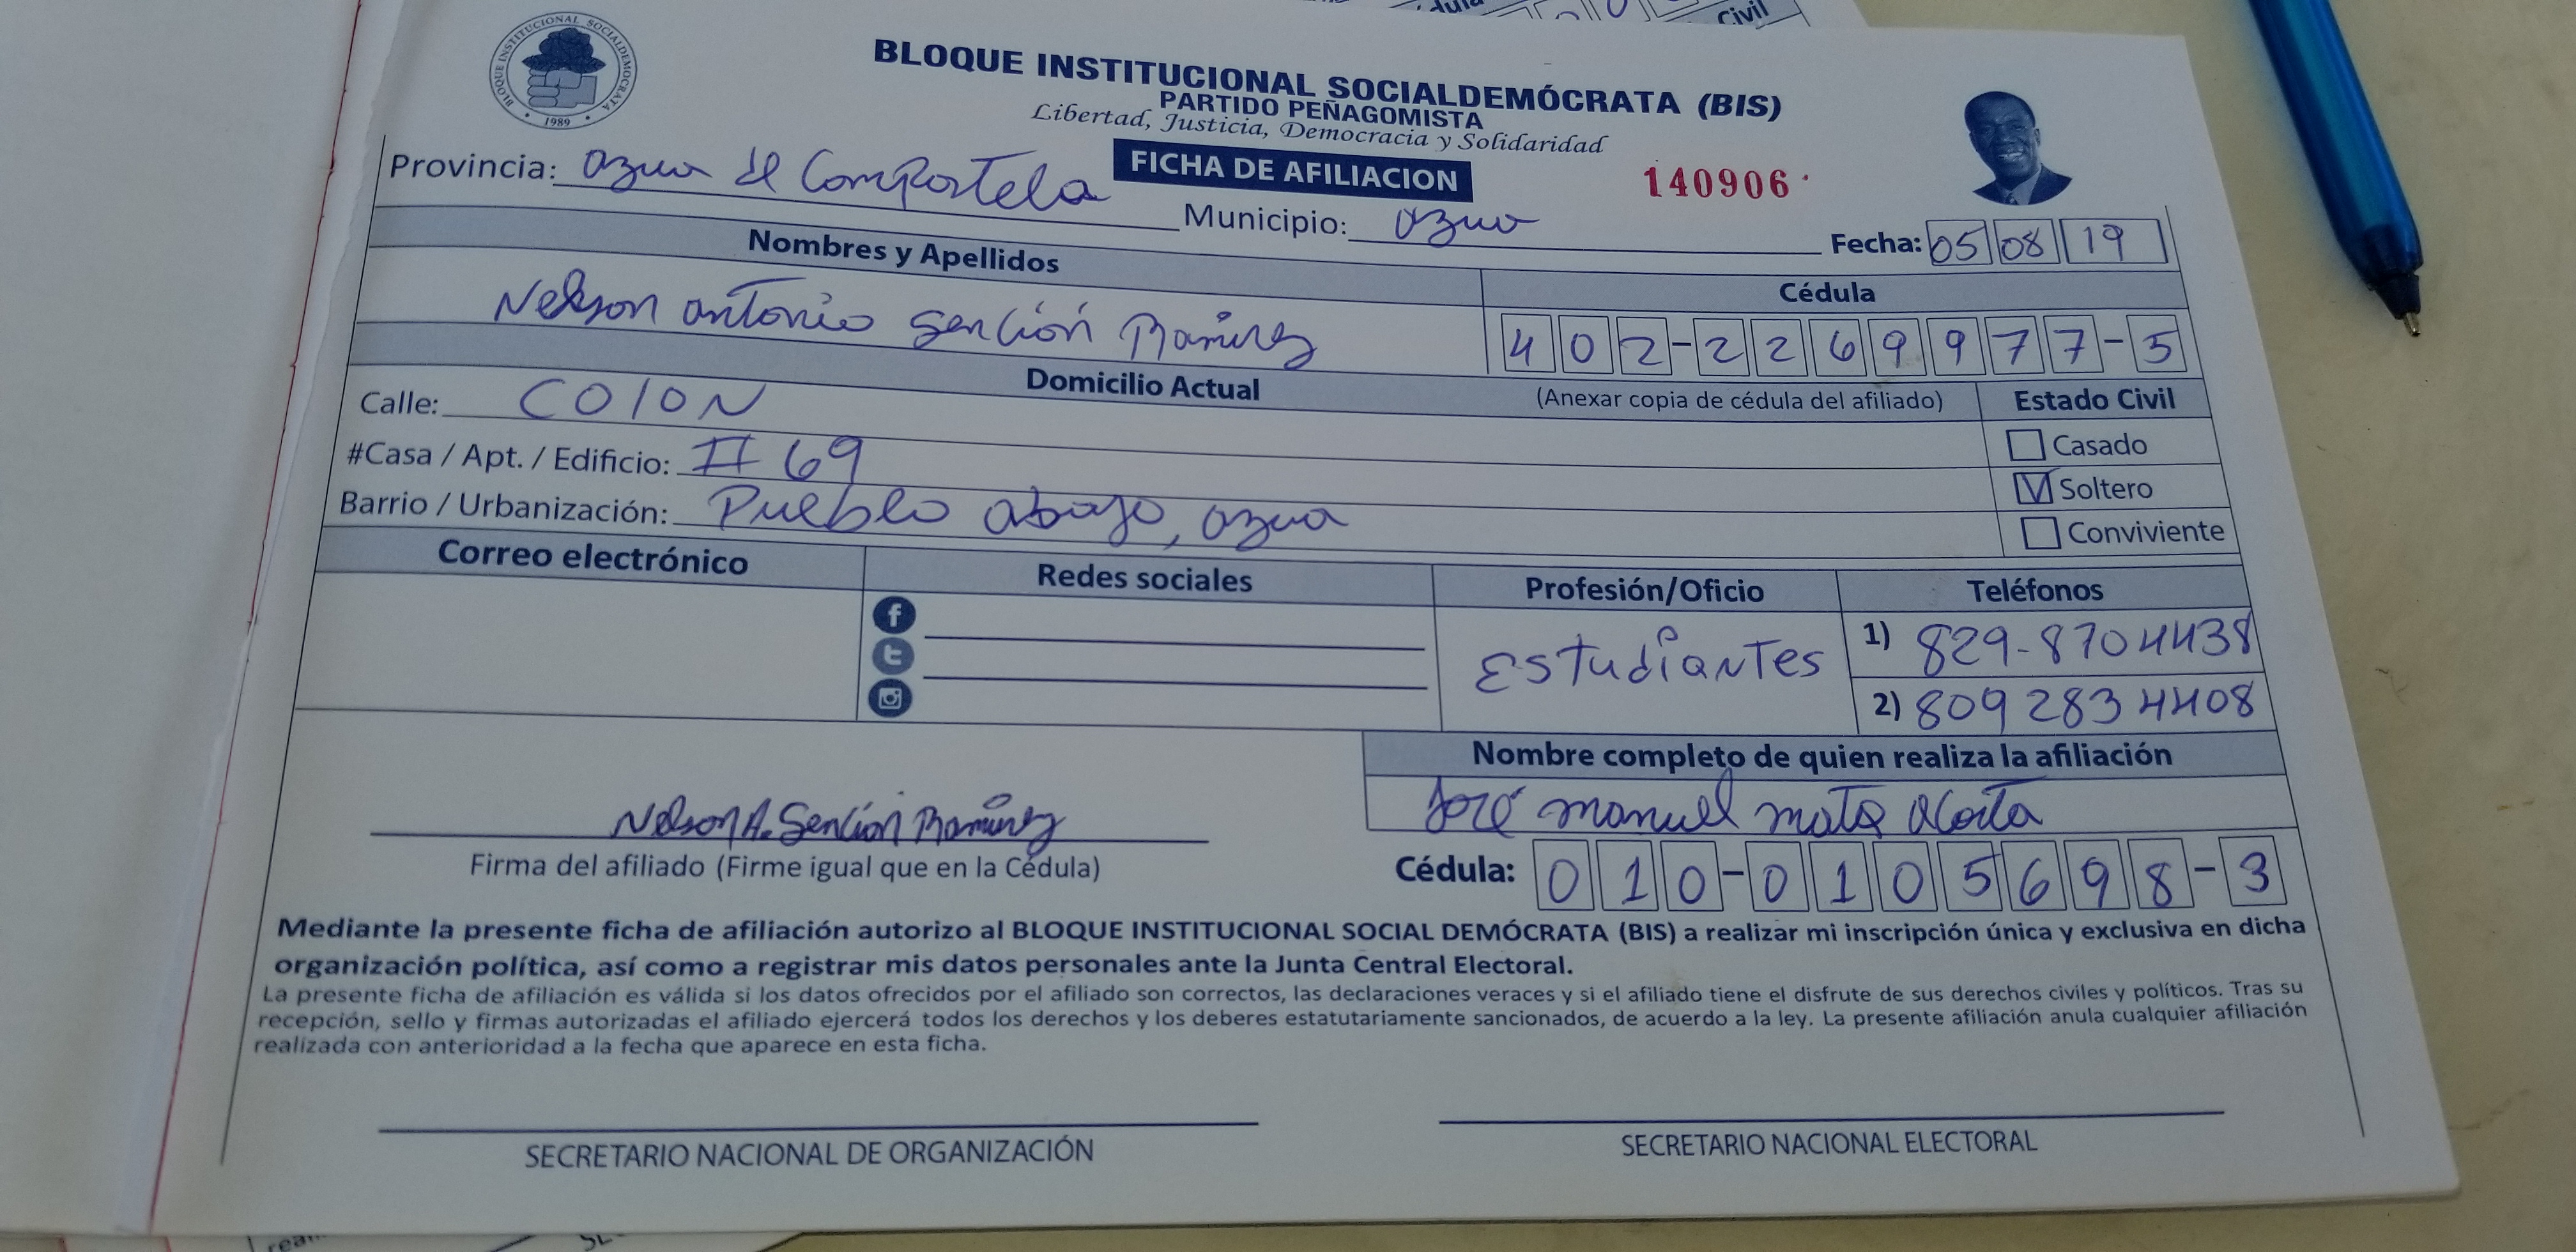 BLOQUE INSTITUCIONAL SOCIALDEMOCRATA
1989
BLOQUE INSTITUCIONAL SOCIALDEMÓCRATA (BIS)
PARTIDO PEÑAGOMISTA
Libertad, Justicia, Democracia y Solidaridad
FICHA DE AFILIACION
140906
Provincia: azua de Compostela
Municipio: azua
Fecha: 05 08 19
Nombres y Apellidos
Cédula
Nelson antonio Sención Ramirez
402-2269977-5
Domicilio Actual
(Anexar copia de cédula del afiliado)
Estado Civil
Calle: COlON
Casado
#Casa / Apt. / Edificio: # 69
Soltero
Barrio / Urbanización: Pueblo abajo, azua
Conviviente
Correo electrónico
Redes sociales
Profesión/Oficio
Teléfonos
EstudiaNTes
1) 829-8704438
2) 809 283 4408
Nombre completo de quien realiza la afiliación
José manuel mata acosta
Nelson A. Sención Ramirez
Firma del afiliado (Firme igual que en la Cédula)
Cédula: 010-0105698-3
Mediante la presente ficha de afiliación autorizo al BLOQUE INSTITUCIONAL SOCIAL DEMÓCRATA (BIS) a realizar mi inscripción única y exclusiva en dicha
organización política, así como a registrar mis datos personales ante la Junta Central Electoral.
La presente ficha de afiliación es válida si los datos ofrecidos por el afiliado son correctos, las declaraciones veraces y si el afiliado tiene el disfrute de sus derechos civiles y políticos. Tras su
recepción, sello y firmas autorizadas el afiliado ejercerá todos los derechos y los deberes estatutariamente sancionados, de acuerdo a la ley. La presente afiliación anula cualquier afiliación
realizada con anterioridad a la fecha que aparece en esta ficha.
SECRETARIO NACIONAL DE ORGANIZACIÓN
SECRETARIO NACIONAL ELECTORAL